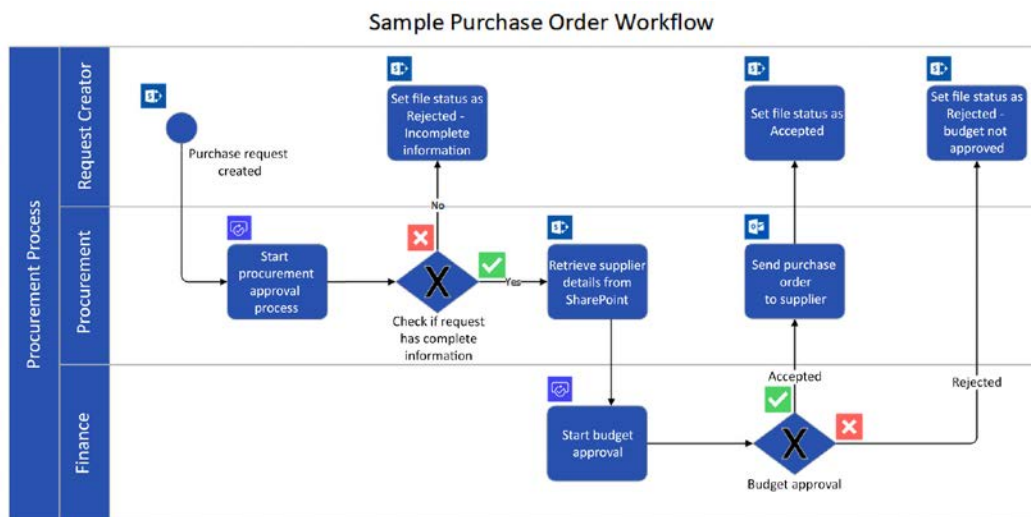 Sample Purchase Order Workflow
Procurement Process
Request Creator
Purchase request
created
Set file status as
Rejected -
Incomplete
information
Set file status as
Accepted
Set file status as
Rejected -
budget not
approved
Procurement
Start
procurement
approval
process
No
X
Yes
Check if request
has complete
information
Retrieve supplier
details from
SharePoint
Send purchase
order
to supplier
Finance
Start budget
approval
Accepted
X
Budget approval
Rejected